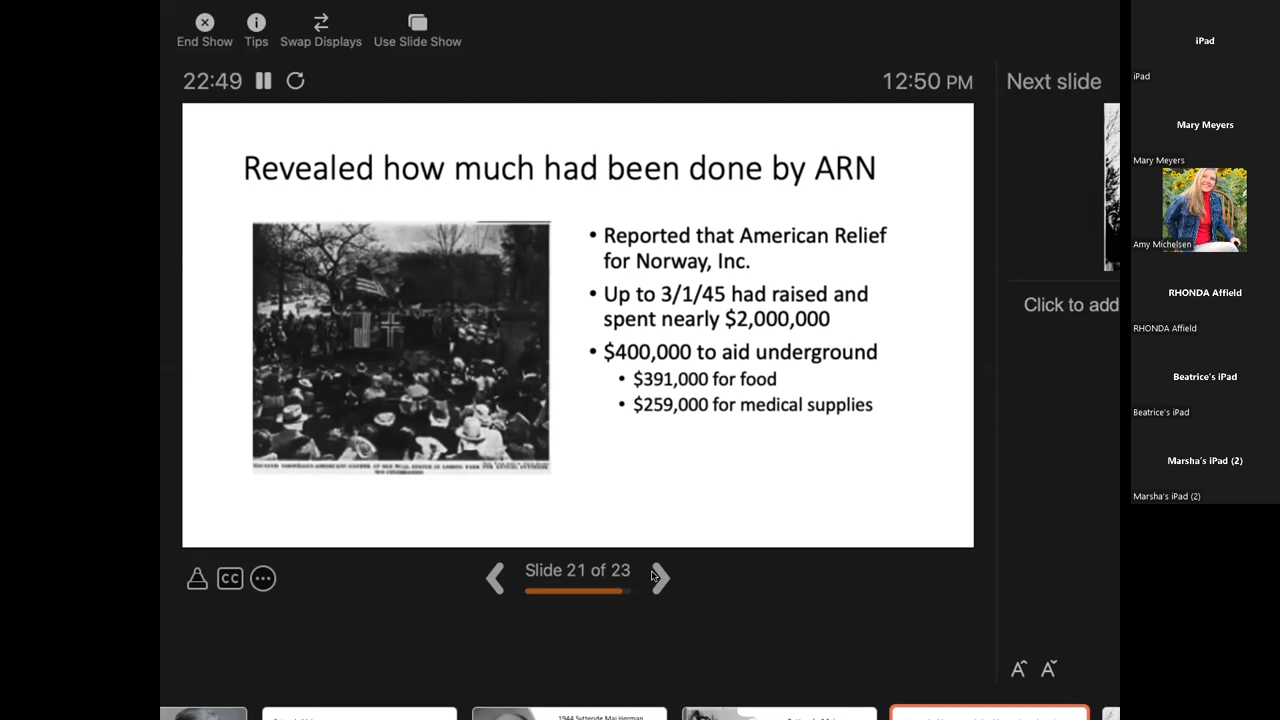 End Show
Tips
Swap Displays
Use Slide Show
22:49
12:50 PM
Next slide
Revealed how much had been done by ARN
• Reported that American Relief
for Norway, Inc.
• Up to 3/1/45 had raised and
spent nearly $2,000,000
• $400,000 to aid underground
• $391,000 for food
• $259,000 for medical supplies
Click to add
CC
Slide 21 of 23
1944 Syttende Mai Herman
iPad
iPad
Mary Meyers
Mary Meyers
Amy Michelsen
RHONDA Affield
RHONDA Affield
Beatrice's iPad
Beatrice's iPad
Marsha's iPad (2)
Marsha's iPad (2)